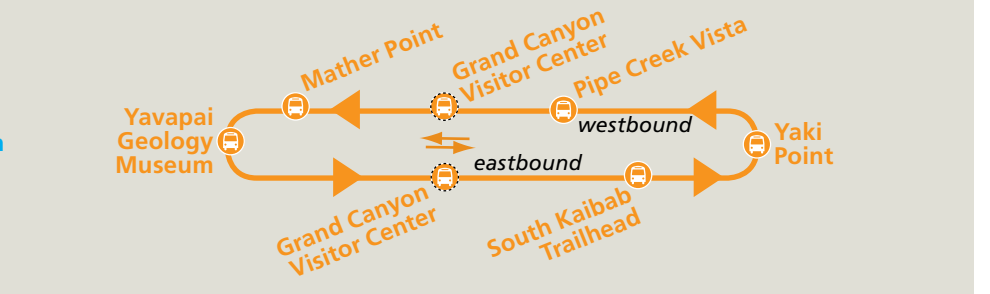 Mather Point
Grand Canyon
Visitor Center
Pipe Creek Vista
Yavapai
Geology
Museum
westbound
Yaki
Point
eastbound
Grand Canyon
Visitor Center
South Kaibab
Trailhead